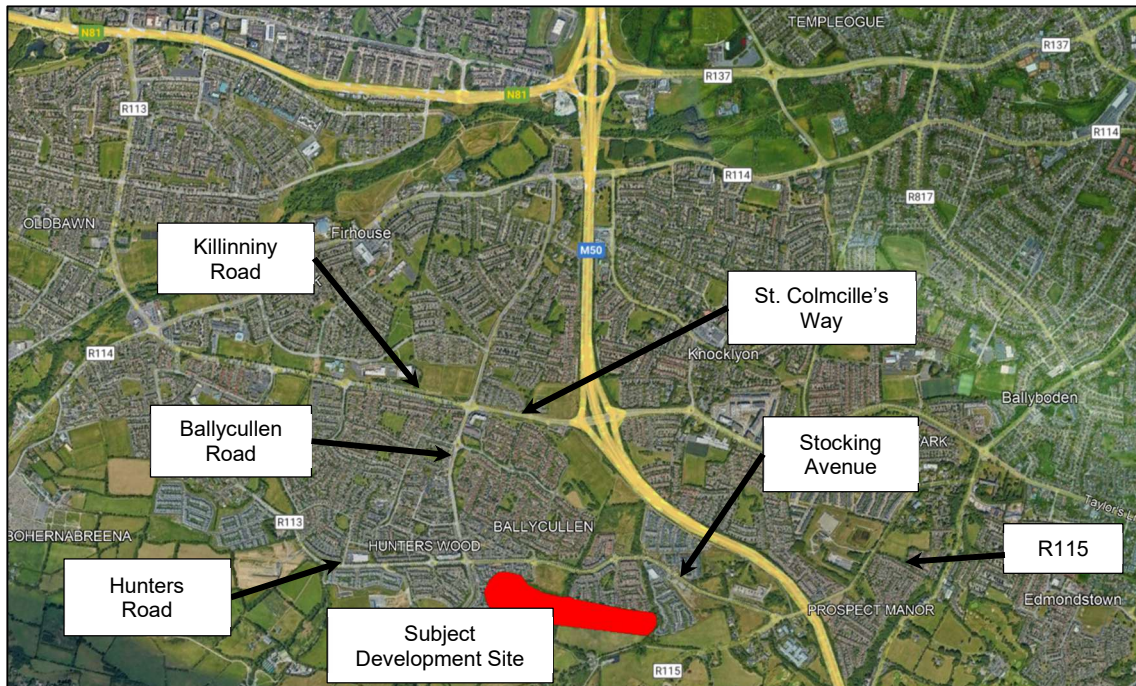 TEMPLEOGUE
N81
R137
R137
N81
R113
R114
R114
R817
OLDBAWN
Killinniny
Road
Firhouse
M50
St. Colmcille's
Way
Knocklyon
R114
Ballyboden
Ballycullen
Road
Stocking
Avenue
ARK
Taylor's L
R113
BALLYCULLEN
BOHERNABREENA
HUNTERS WOOD
R115
Hunters
Road
Edmondstown
PROSPECT MANOR
Subject
Development Site
R115